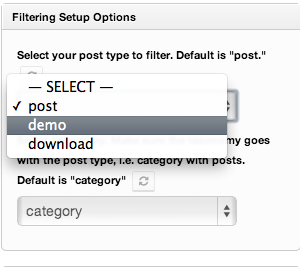 Filtering Setup Options
Select your post type to filter. Default is "post."
— SELECT —
✓ post
demo
download
my goes
with the post type, i.e. category with posts.
Default is "category"
category